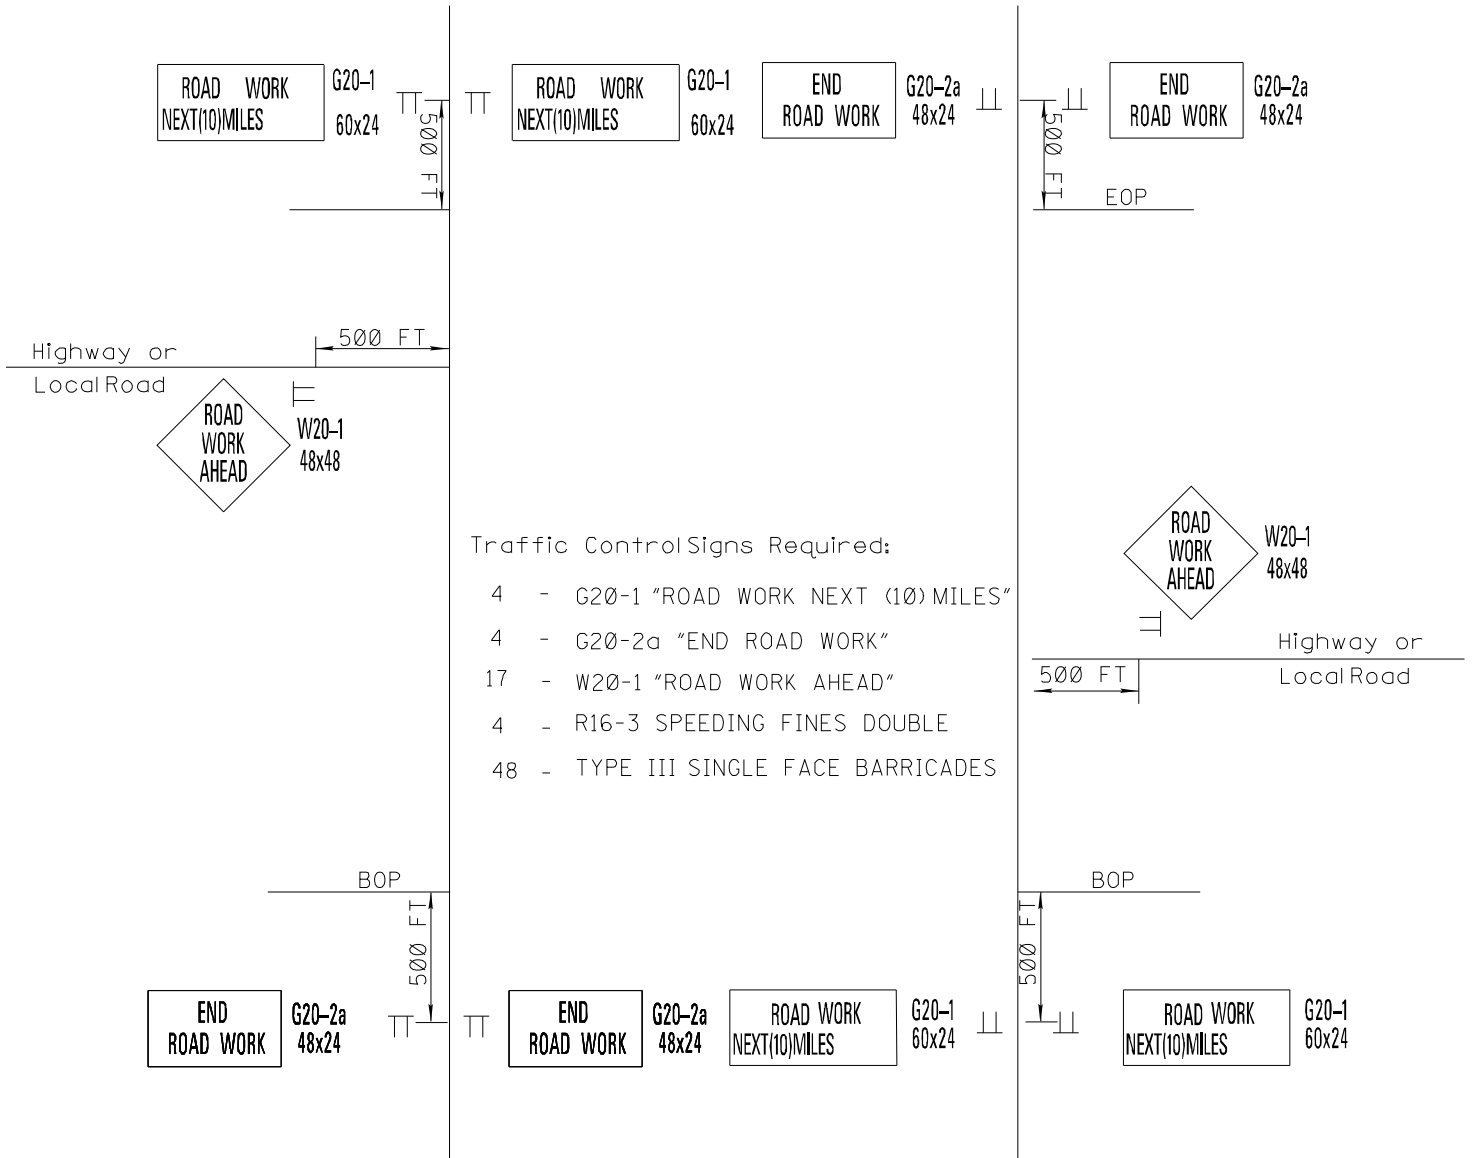 ROAD WORK
NEXT(10)MILES
G20–1
60x24
500 FT
ROAD WORK
NEXT(10)MILES
G20–1
60x24
END
ROAD WORK
G20–2a
48x24
500 FT
END
ROAD WORK
G20–2a
48x24
EOP
500 FT
Highway or
Local Road
ROAD
WORK
AHEAD
W20–1
48x48
ROAD
WORK
AHEAD
W20–1
48x48
Highway or
Local Road
500 FT
Traffic Control Signs Required:
4 - G20-1 "ROAD WORK NEXT (10) MILES"
4 - G20-2a "END ROAD WORK"
17 - W20-1 "ROAD WORK AHEAD"
4 - R16-3 SPEEDING FINES DOUBLE
48 - TYPE III SINGLE FACE BARRICADES
BOP
500 FT
BOP
500 FT
END
ROAD WORK
G20–2a
48x24
END
ROAD WORK
G20–2a
48x24
ROAD WORK
NEXT(10)MILES
G20–1
60x24
ROAD WORK
NEXT(10)MILES
G20–1
60x24